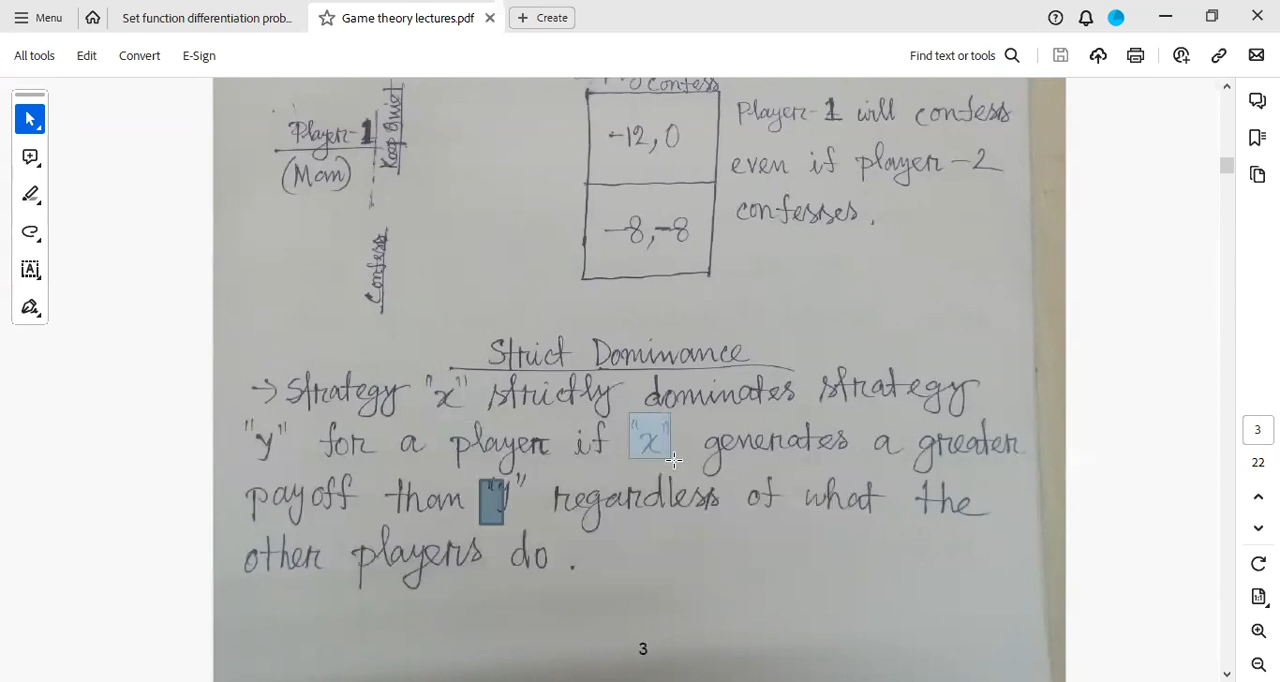 Menu
Set function differentiation prob...
Game theory lectures.pdf
Create
All tools
Edit
Convert
E-Sign
Find text or tools
confess
Player-1
(Mom)
Keep Quiet
Confess
-12, 0
-8, -8
Player-1 will confess
even if player-2
confesses.
Strict Dominance
→ Strategy "x" strictly dominates strategy
"y" for a player if "x" generates a greater
payoff than "y" regardless of what the
other players do.
3
3
22